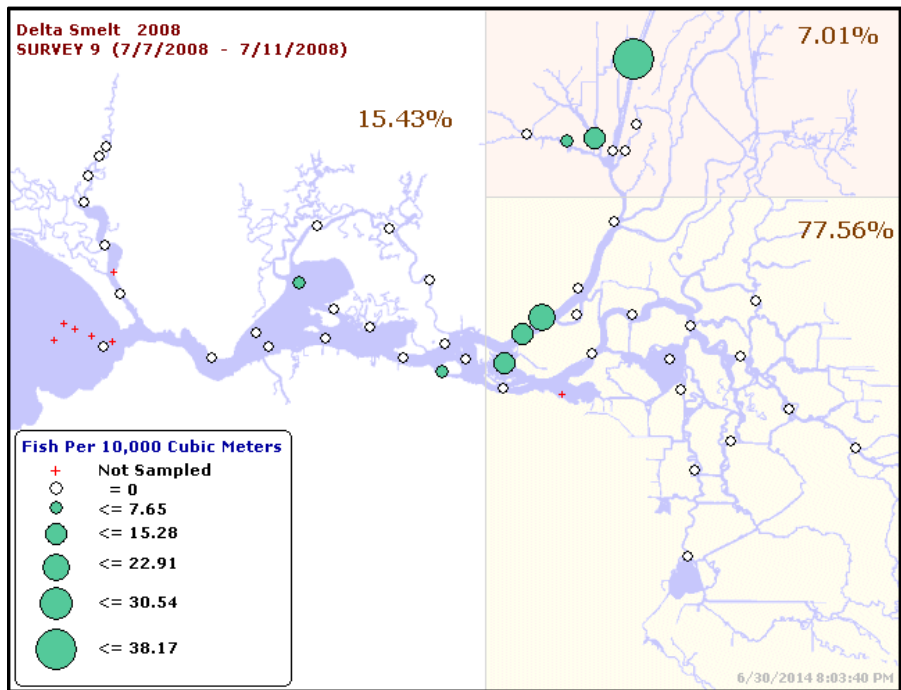 Delta Smelt 2008
SURVEY 9 (7/7/2008 - 7/11/2008)
7.01%
15.43%
77.56%
Fish Per 10,000 Cubic Meters
Not Sampled
= 0
<= 7.65
<= 15.28
<= 22.91
<= 30.54
<= 38.17
6/30/2014 8:03:40 PM